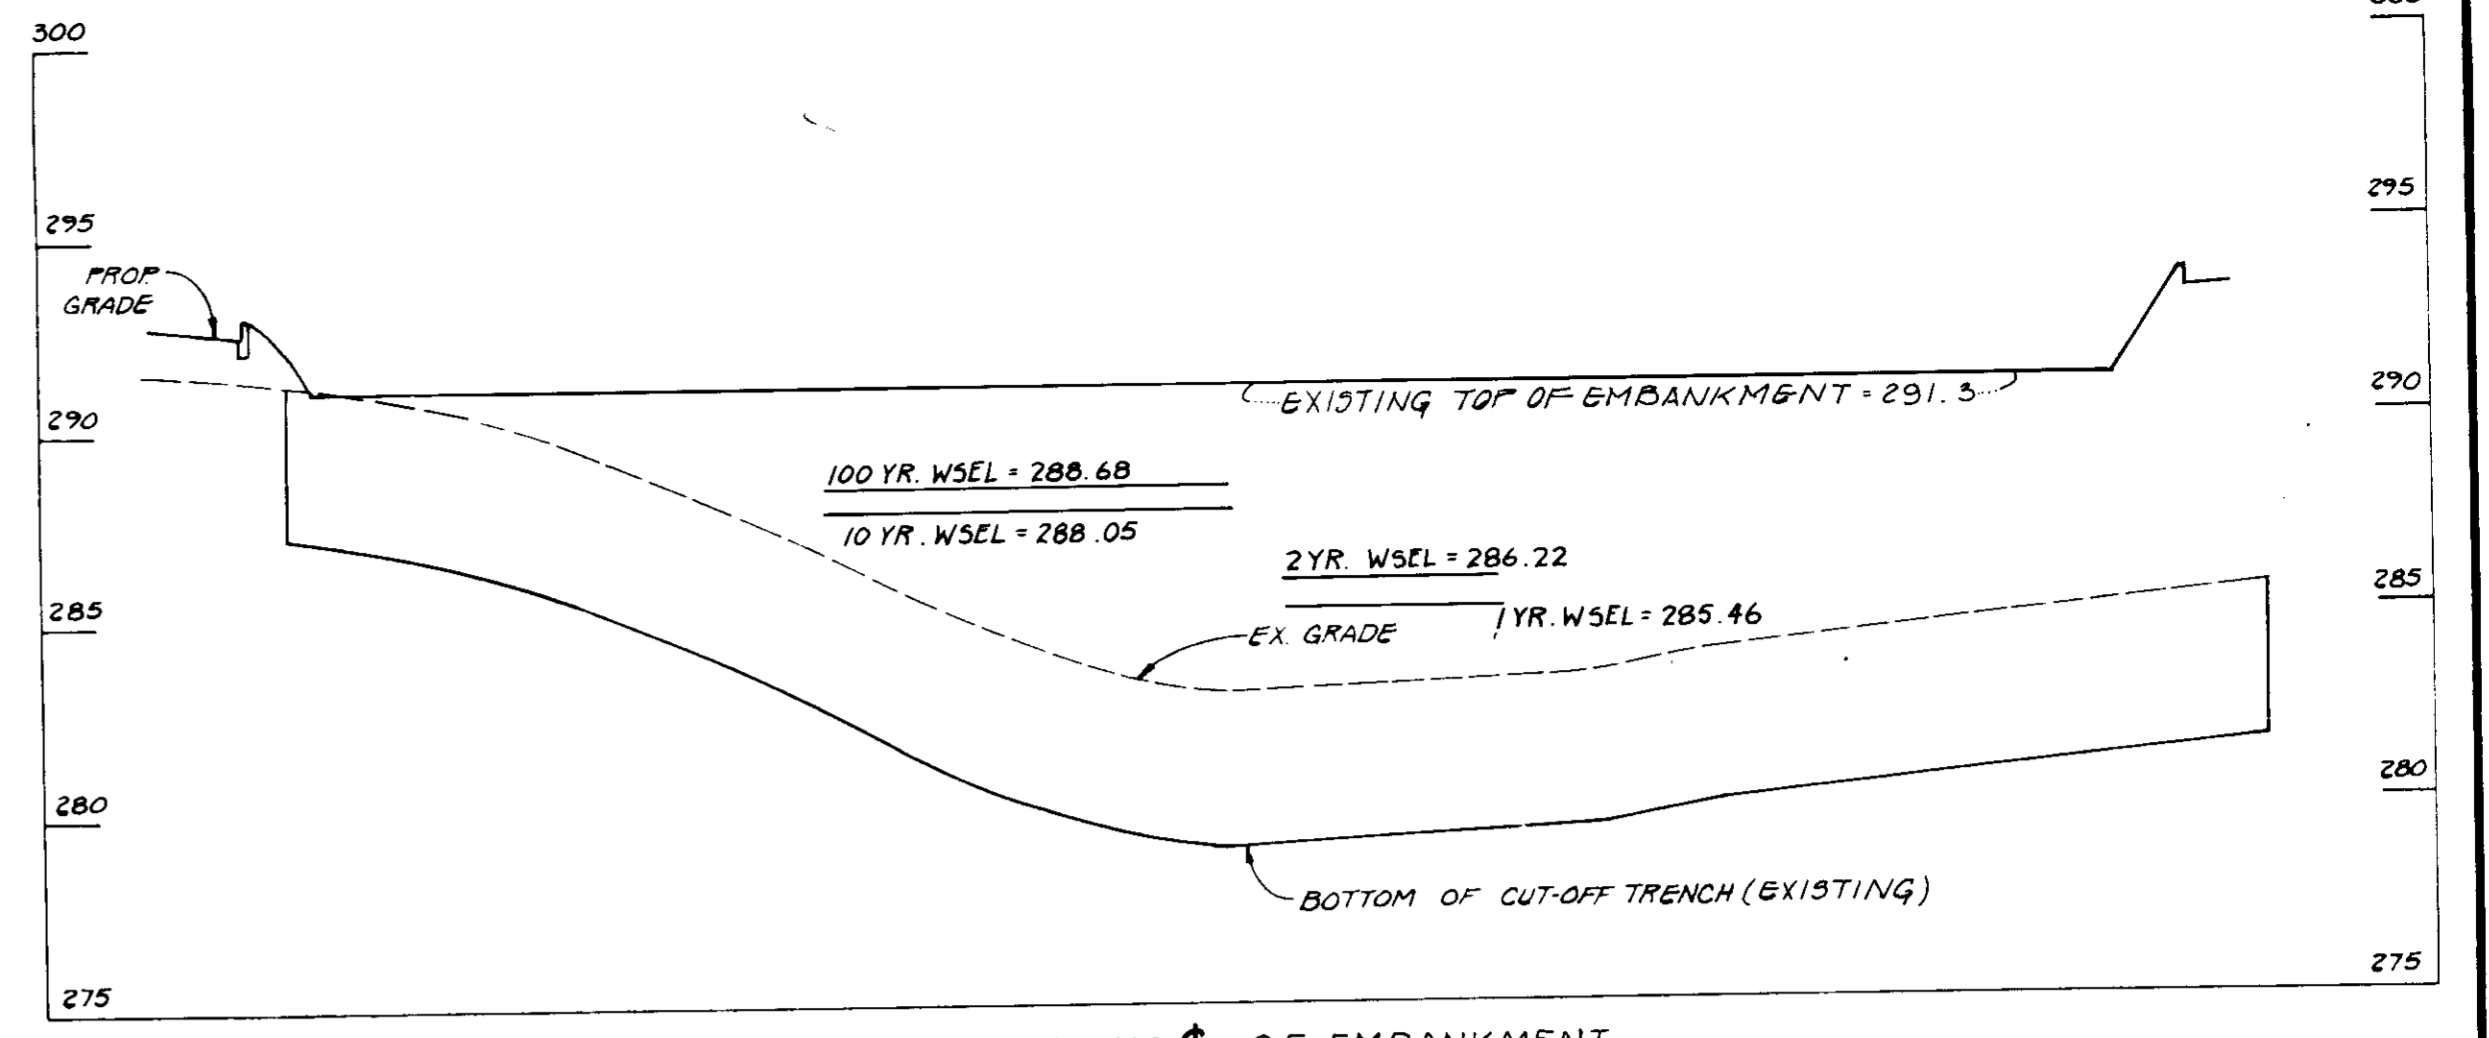 300
295
295
PROP.
GRADE
290
290
EXISTING TOP OF EMBANKMENT = 291.3
100 YR. WSEL = 288.68
10 YR. WSEL = 288.05
2 YR. WSEL = 286.22
285
285
1 YR. WSEL = 285.46
EX. GRADE
280
280
BOTTOM OF CUT-OFF TRENCH (EXISTING)
275
275
OF EMBANKMENT